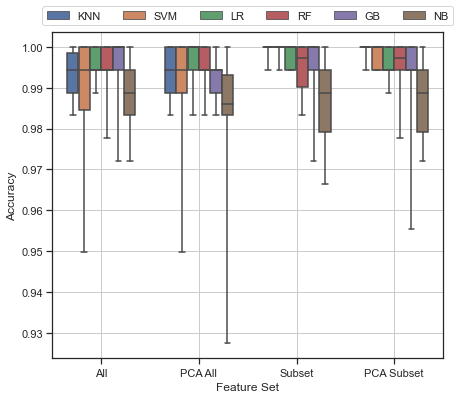 KNN SVM LR RF GB NB
1.00
0.99
0.98
0.97
0.96
0.95
0.94
0.93
Accuracy
All PCA All Subset PCA Subset
Feature Set